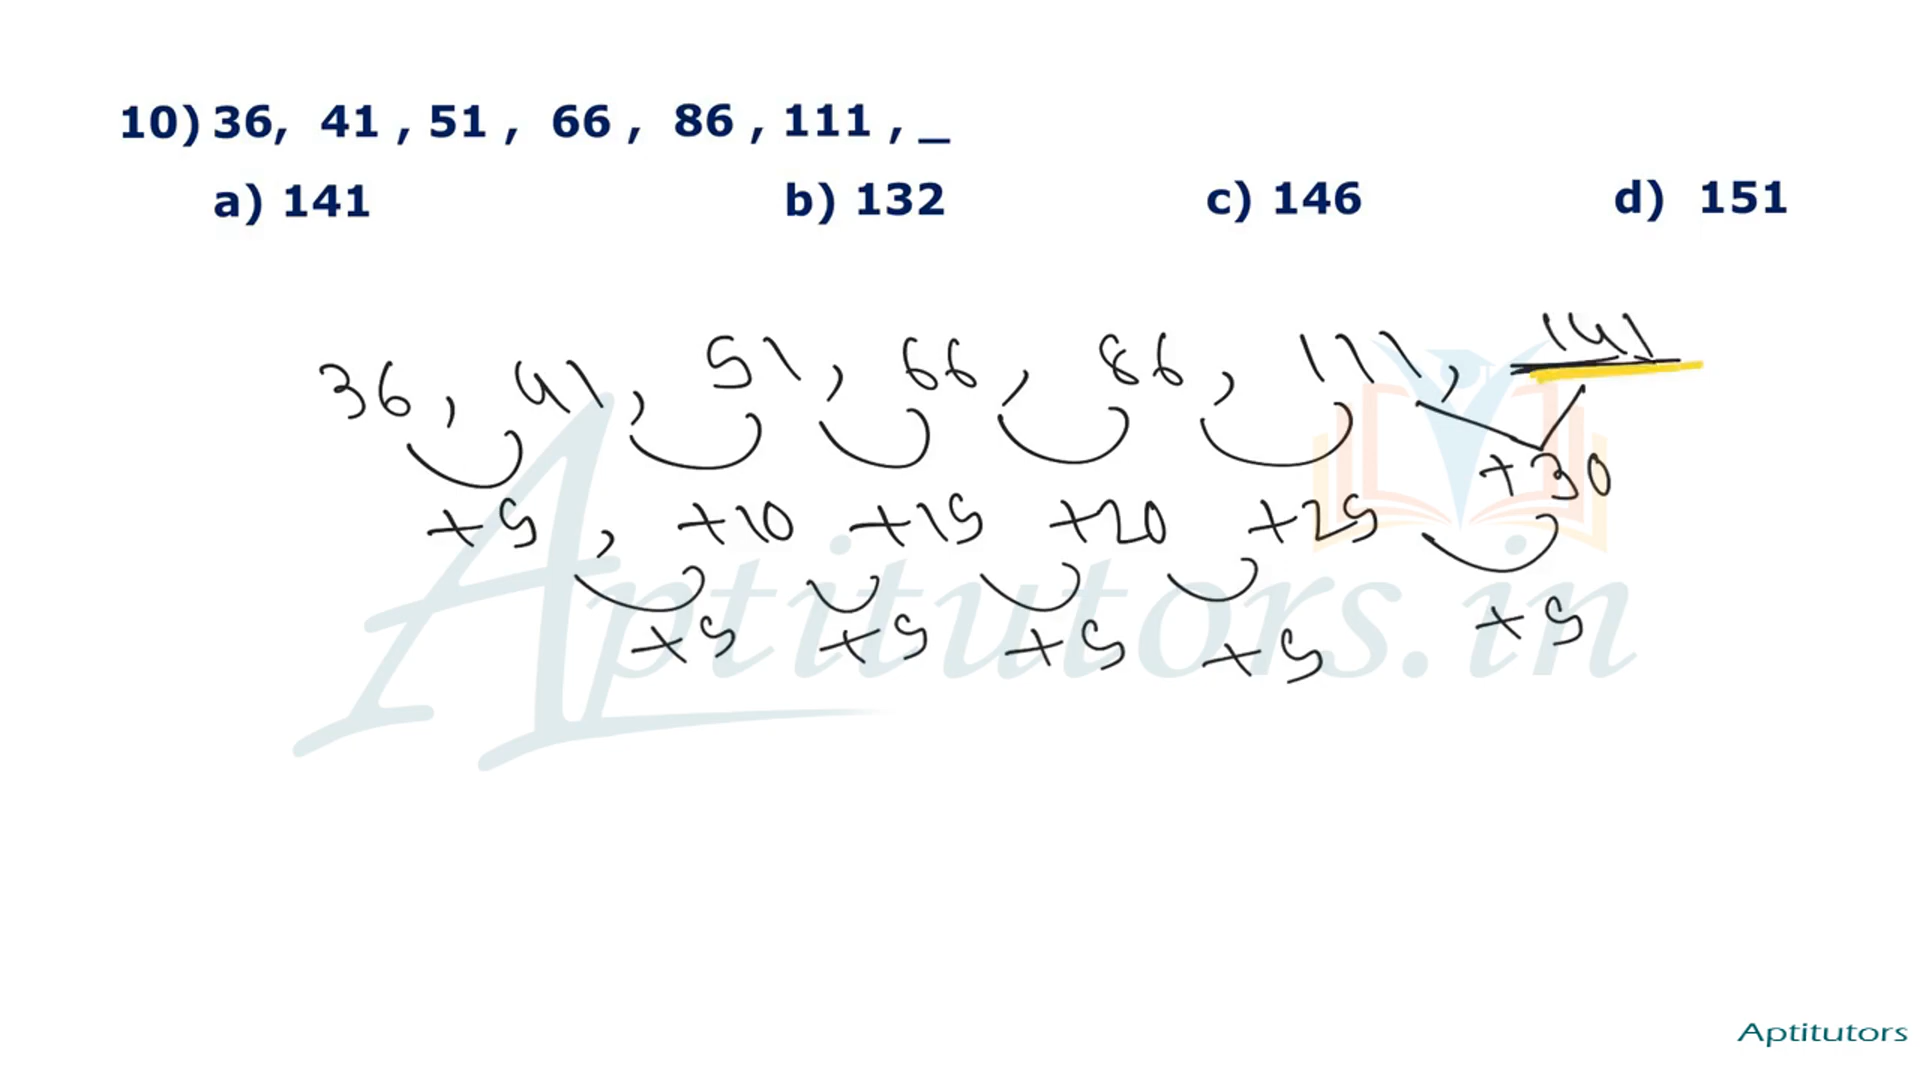 10) 36, 41 , 51 , 66 , 86 , 111 , _
a) 141 b) 132 c) 146 d) 151
36 , 41 , 51 , 66 , 86 , 111 , 141
+5 , +10 +15 +20 +25 +30
+5 +5 +5 +5 +5
Aptitutors.in
Aptitutors